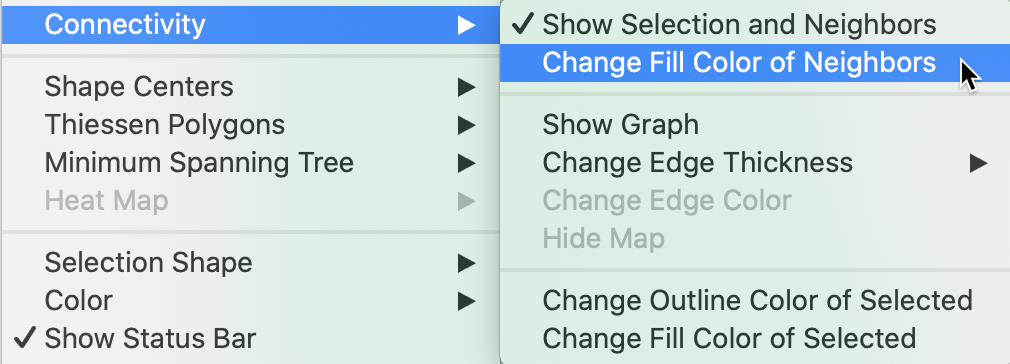 Connectivity
Shape Centers
Thiessen Polygons
Minimum Spanning Tree
Heat Map
Selection Shape
Color
Show Status Bar
Show Selection and Neighbors
Change Fill Color of Neighbors
Show Graph
Change Edge Thickness
Change Edge Color
Hide Map
Change Outline Color of Selected
Change Fill Color of Selected